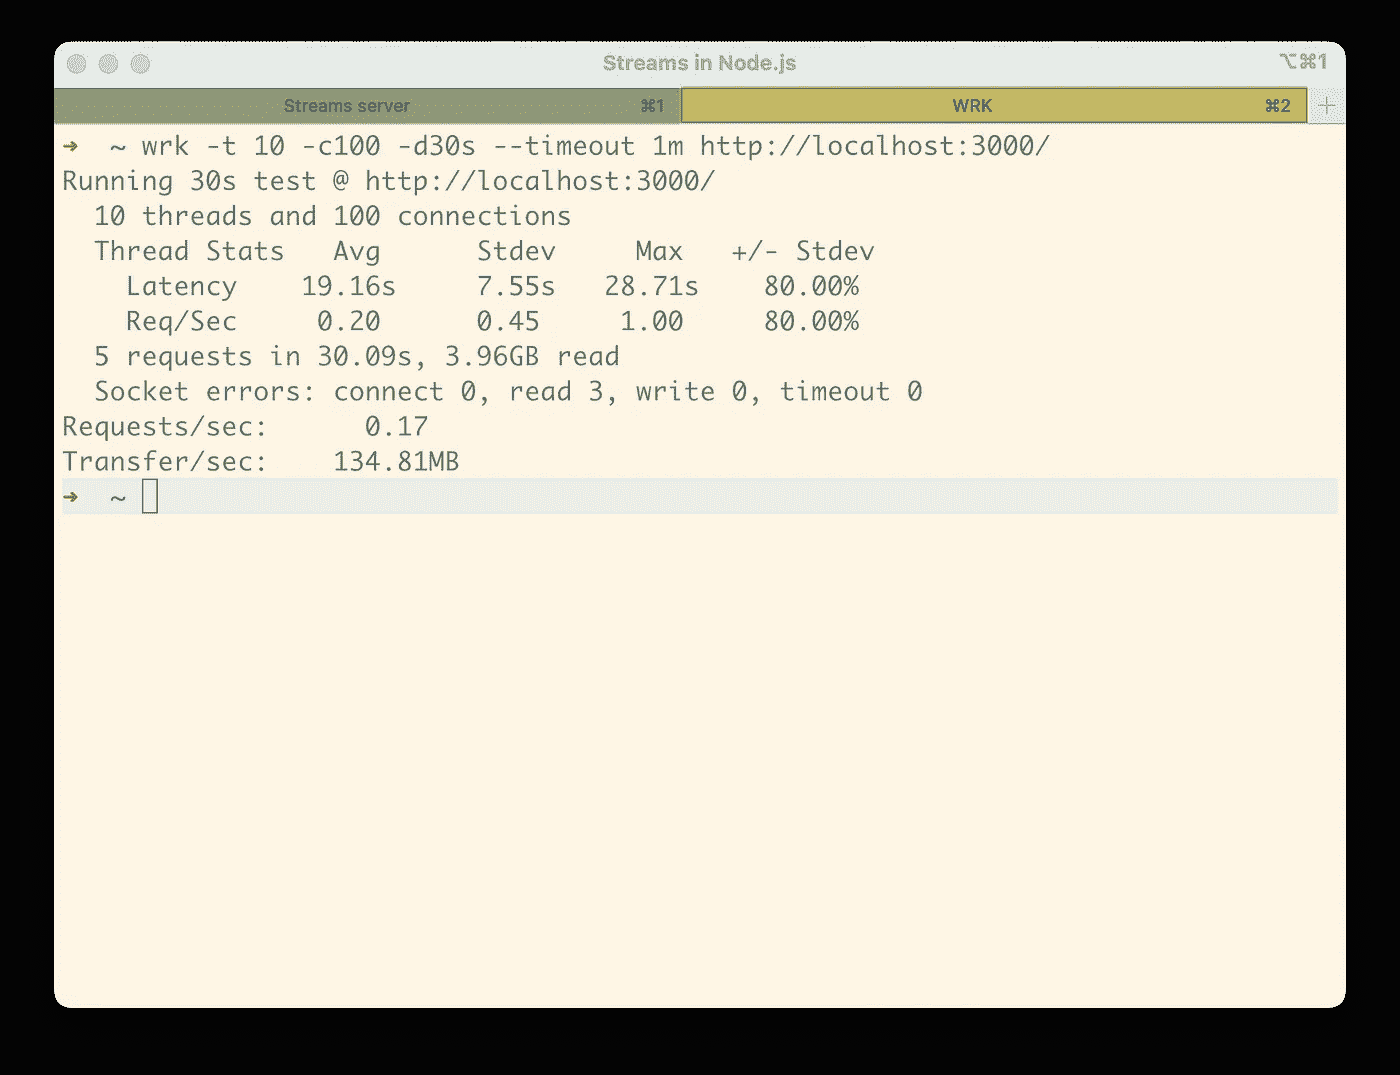 Streams in Node.js ⌥⌘1
Streams server ⌘1 WRK ⌘2 +
➜ ~ wrk -t 10 -c100 -d30s --timeout 1m http://localhost:3000/
Running 30s test @ http://localhost:3000/
10 threads and 100 connections
Thread Stats Avg Stdev Max +/- Stdev
Latency 19.16s 7.55s 28.71s 80.00%
Req/Sec 0.20 0.45 1.00 80.00%
5 requests in 30.09s, 3.96GB read
Socket errors: connect 0, read 3, write 0, timeout 0
Requests/sec: 0.17
Transfer/sec: 134.81MB
➜ ~